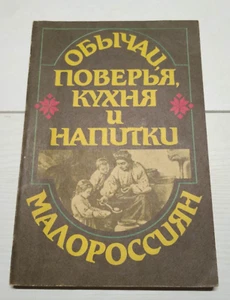 ОБЫЧАИ
ПОВЕРЬЯ,
КУХНЯ
И
НАПИТКИ
МАЛОРОССИЯН